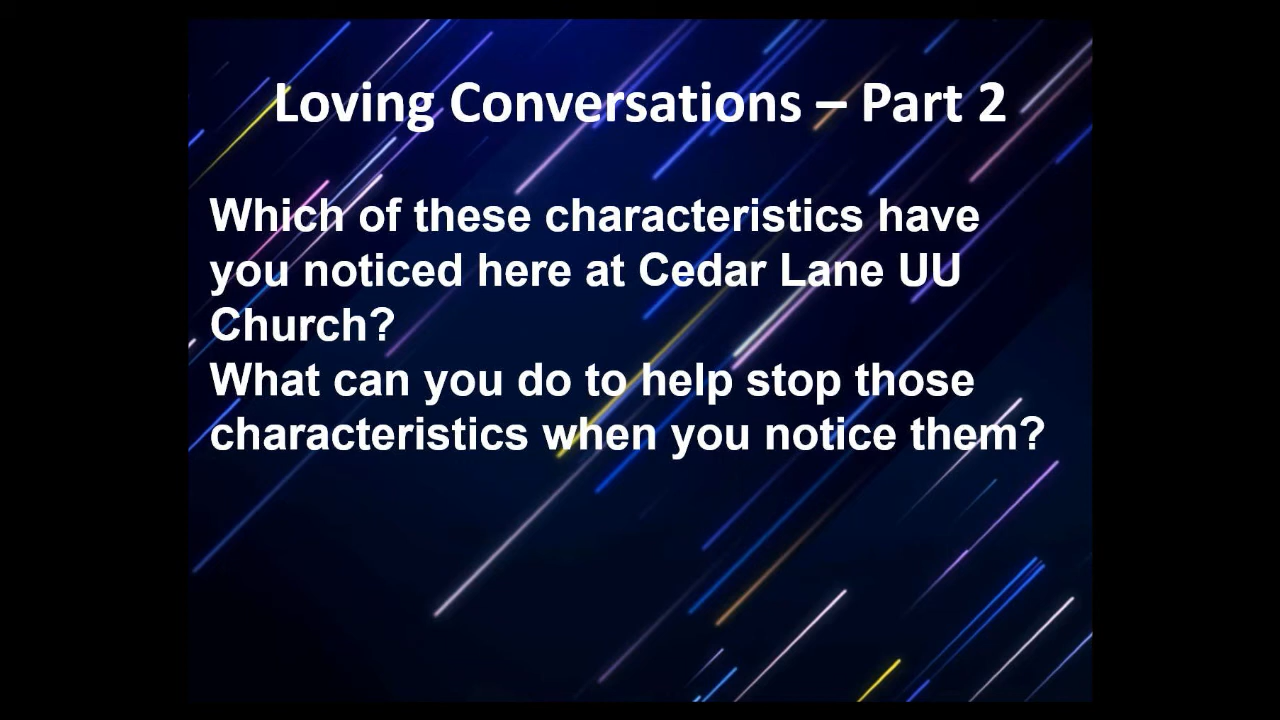 Loving Conversations – Part 2
Which of these characteristics have
you noticed here at Cedar Lane UU
Church?
What can you do to help stop those
characteristics when you notice them?